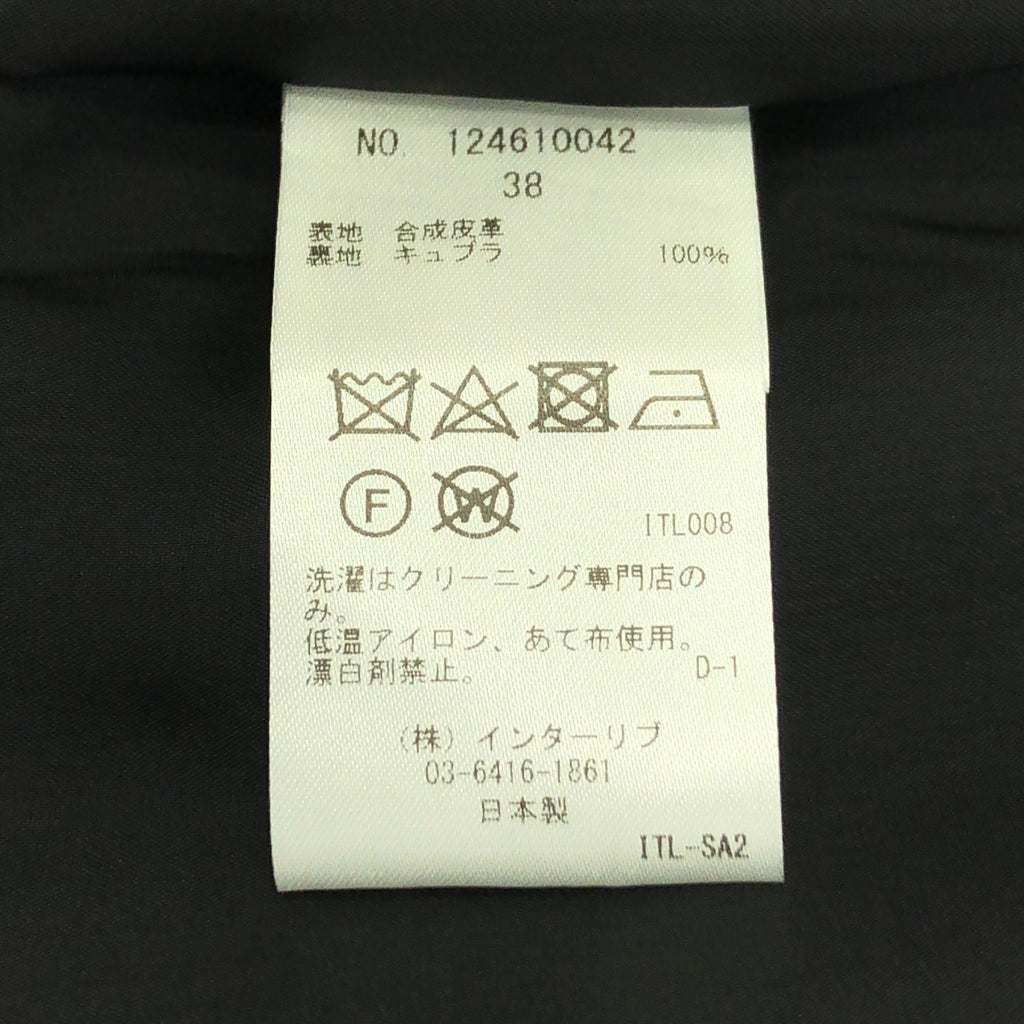 NO. 124610042
38
表地 合成皮革
裏地 キュプラ 100%
F W
ITL008
洗濯はクリーニング専門店の
み。
低温アイロン、あて布使用。
漂白剤禁止。 D-1
（株）インターリブ
03-6416-1861
日本製
ITL-SA2